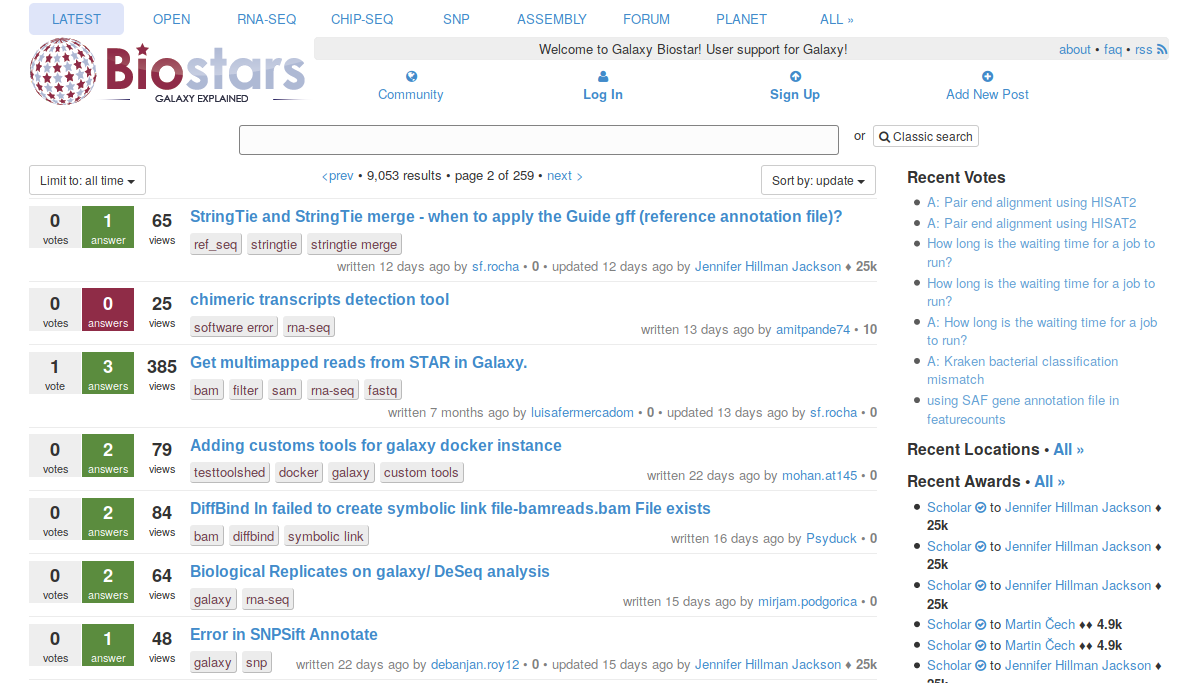 LATEST OPEN RNA-SEQ CHIP-SEQ SNP ASSEMBLY FORUM PLANET ALL »
Biostars
GALAXY EXPLAINED
Welcome to Galaxy Biostar! User support for Galaxy!
about • faq • rss
Community Log In Sign Up Add New Post
or Classic search
Limit to: all time
<prev • 9,053 results • page 2 of 259 • next >
Sort by: update
0 votes 1 answer 65 views
StringTie and StringTie merge - when to apply the Guide gff (reference annotation file)?
ref_seq stringtie stringtie merge
written 12 days ago by sf.rocha • 0 • updated 12 days ago by Jennifer Hillman Jackson ♦ 25k
0 votes 0 answers 25 views
chimeric transcripts detection tool
software error rna-seq
written 13 days ago by amitpande74 • 10
1 vote 3 answers 385 views
Get multimapped reads from STAR in Galaxy.
bam filter sam rna-seq fastq
written 7 months ago by luisafermercadom • 0 • updated 13 days ago by sf.rocha • 0
0 votes 2 answers 79 views
Adding customs tools for galaxy docker instance
testtoolshed docker galaxy custom tools
written 22 days ago by mohan.at145 • 0
0 votes 2 answers 84 views
DiffBind In failed to create symbolic link file-bamreads.bam File exists
bam diffbind symbolic link
written 16 days ago by Psyduck • 0
0 votes 2 answers 64 views
Biological Replicates on galaxy/ DeSeq analysis
galaxy rna-seq
written 15 days ago by mirjam.podgorica • 0
0 votes 1 answer 48 views
Error in SNPSift Annotate
galaxy snp
written 22 days ago by debanjan.roy12 • 0 • updated 15 days ago by Jennifer Hillman Jackson ♦ 25k
Recent Votes
A: Pair end alignment using HISAT2
A: Pair end alignment using HISAT2
How long is the waiting time for a job to
run?
How long is the waiting time for a job to
run?
A: How long is the waiting time for a job
to run?
A: Kraken bacterial classification
mismatch
using SAF gene annotation file in
featurecounts
Recent Locations • All »
Recent Awards • All »
Scholar to Jennifer Hillman Jackson ♦
25k
Scholar to Jennifer Hillman Jackson ♦
25k
Scholar to Jennifer Hillman Jackson ♦
25k
Scholar to Martin Čech ♦♦ 4.9k
Scholar to Martin Čech ♦♦ 4.9k
Scholar to Jennifer Hillman Jackson ♦
25k